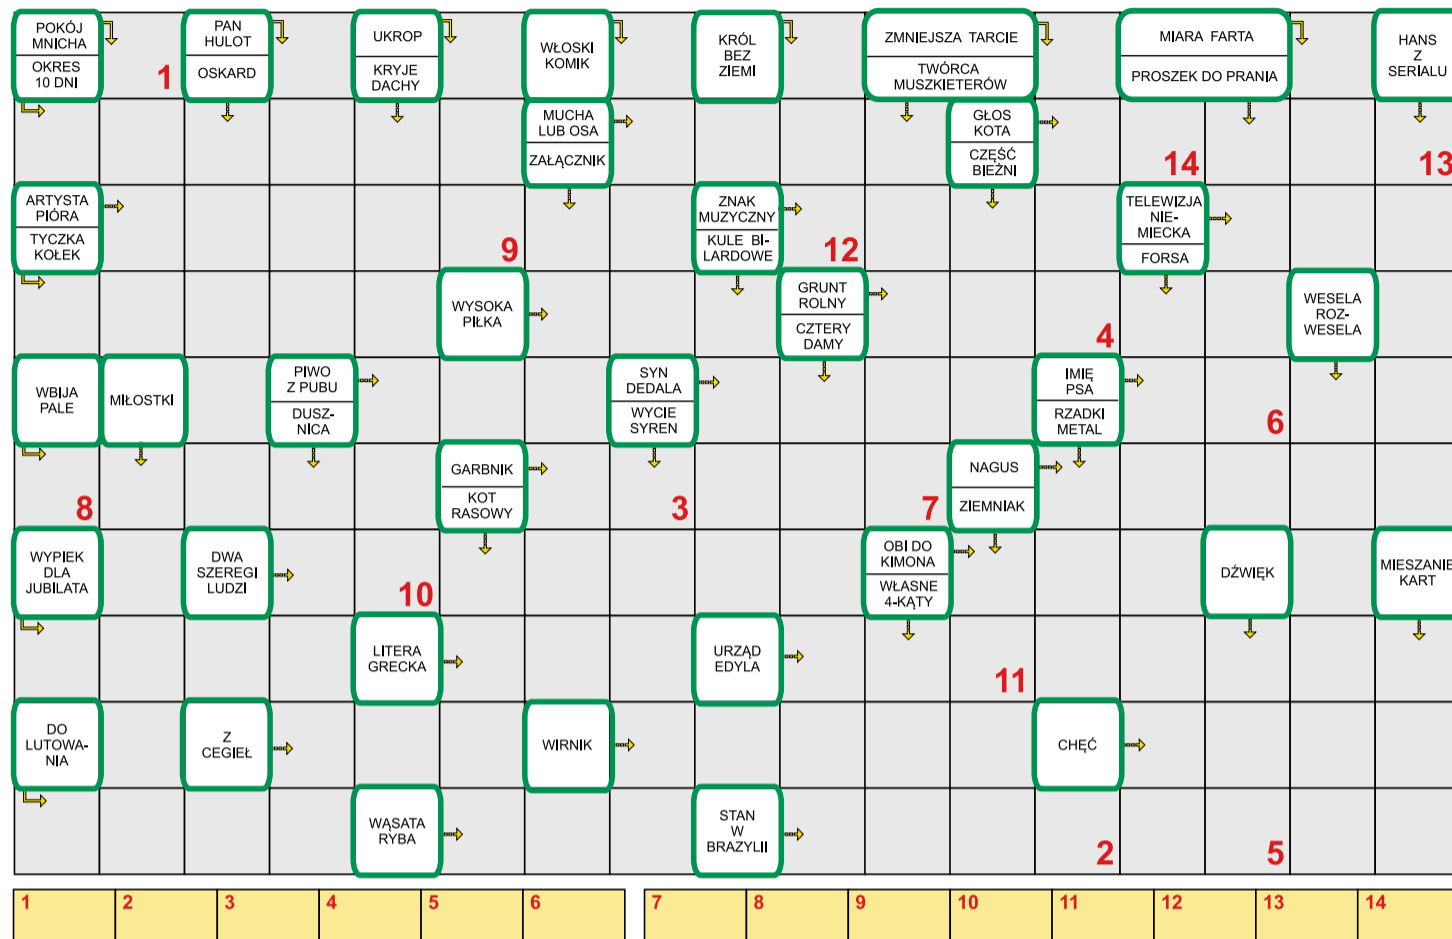 POKÓJ
MNICHA
OKRES
10 DNI
1
PAN
HULOT
OSKARD
UKROP
KRYJE
DACHY
WŁOSKI
KOMIK
KRÓL
BEZ
ZIEMI
ZMNIEJSZA TARCIE
TWÓRCA
MUSZKIETERÓW
MIARA FARTA
PROSZEK DO PRANIA
HANS
Z
SERIALU
MUCHA
LUB OSA
ZAŁĄCZNIK
GŁOS
KOTA
CZĘŚĆ
BIEŻNI
14
13
ARTYSTA
PIÓRA
TYCZKA
KOŁEK
9
ZNAK
MUZYCZNY
KULE BI-
LARDOWE
12
TELEWIZJA
NIE-
MIECKA
FORSA
WYSOKA
PIŁKA
GRUNT
ROLNY
CZTERY
DAMY
4
WESELA
ROZ-
WESELA
WBIJA
PALE
MIŁOSTKI
PIWO
Z PUBU
DUSZ-
NICA
SYN
DEDALA
WYCIE
SYREN
IMIĘ
PSA
RZADKI
METAL
6
8
GARBNIK
KOT
RASOWY
3
7
NAGUS
ZIEMNIAK
WYPIEK
DLA
JUBILATA
DWA
SZEREGI
LUDZI
10
OBI DO
KIMONA
WŁASNE
4-KĄTY
DŹWIĘK
MIESZANIE
KART
LITERA
GRECKA
URZĄD
EDYLA
11
DO
LUTOWA-
NIA
Z
CEGIEŁ
WIRNIK
CHĘĆ
WĄSATA
RYBA
STAN
W
BRAZYLII
2
5
1 2 3 4 5 6 7 8 9 10 11 12 13 14